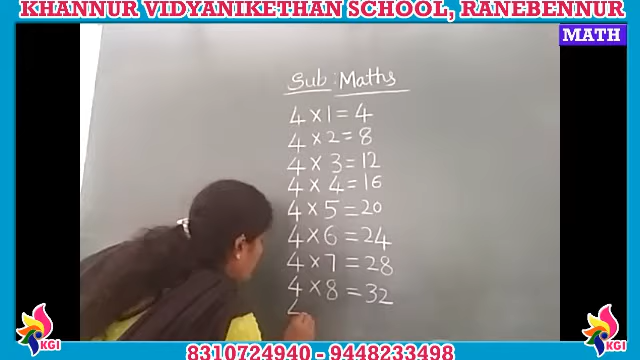 KHANNUR VIDYANIKETHAN SCHOOL, RANEBENNUR
MATH
Sub : Maths
4 × 1 = 4
4 × 2 = 8
4 × 3 = 12
4 × 4 = 16
4 × 5 = 20
4 × 6 = 24
4 × 7 = 28
4 × 8 = 32
KGI
KGI
8310724940 - 9448233498